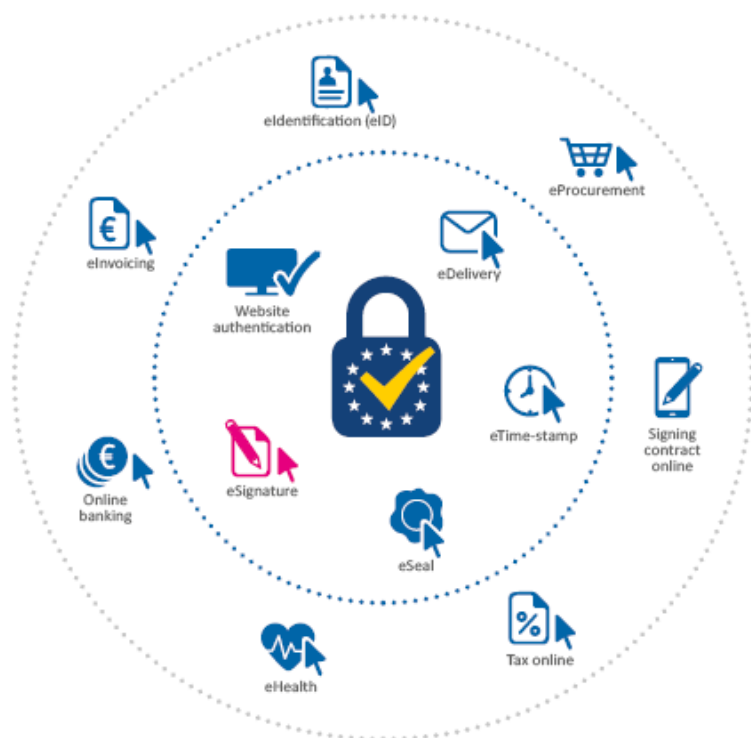 eIdentification (eID)
eProcurement
eInvoicing
eDelivery
Website
authentication
eTime-stamp
Signing
contract
online
Online
banking
eSignature
eSeal
Tax online
eHealth